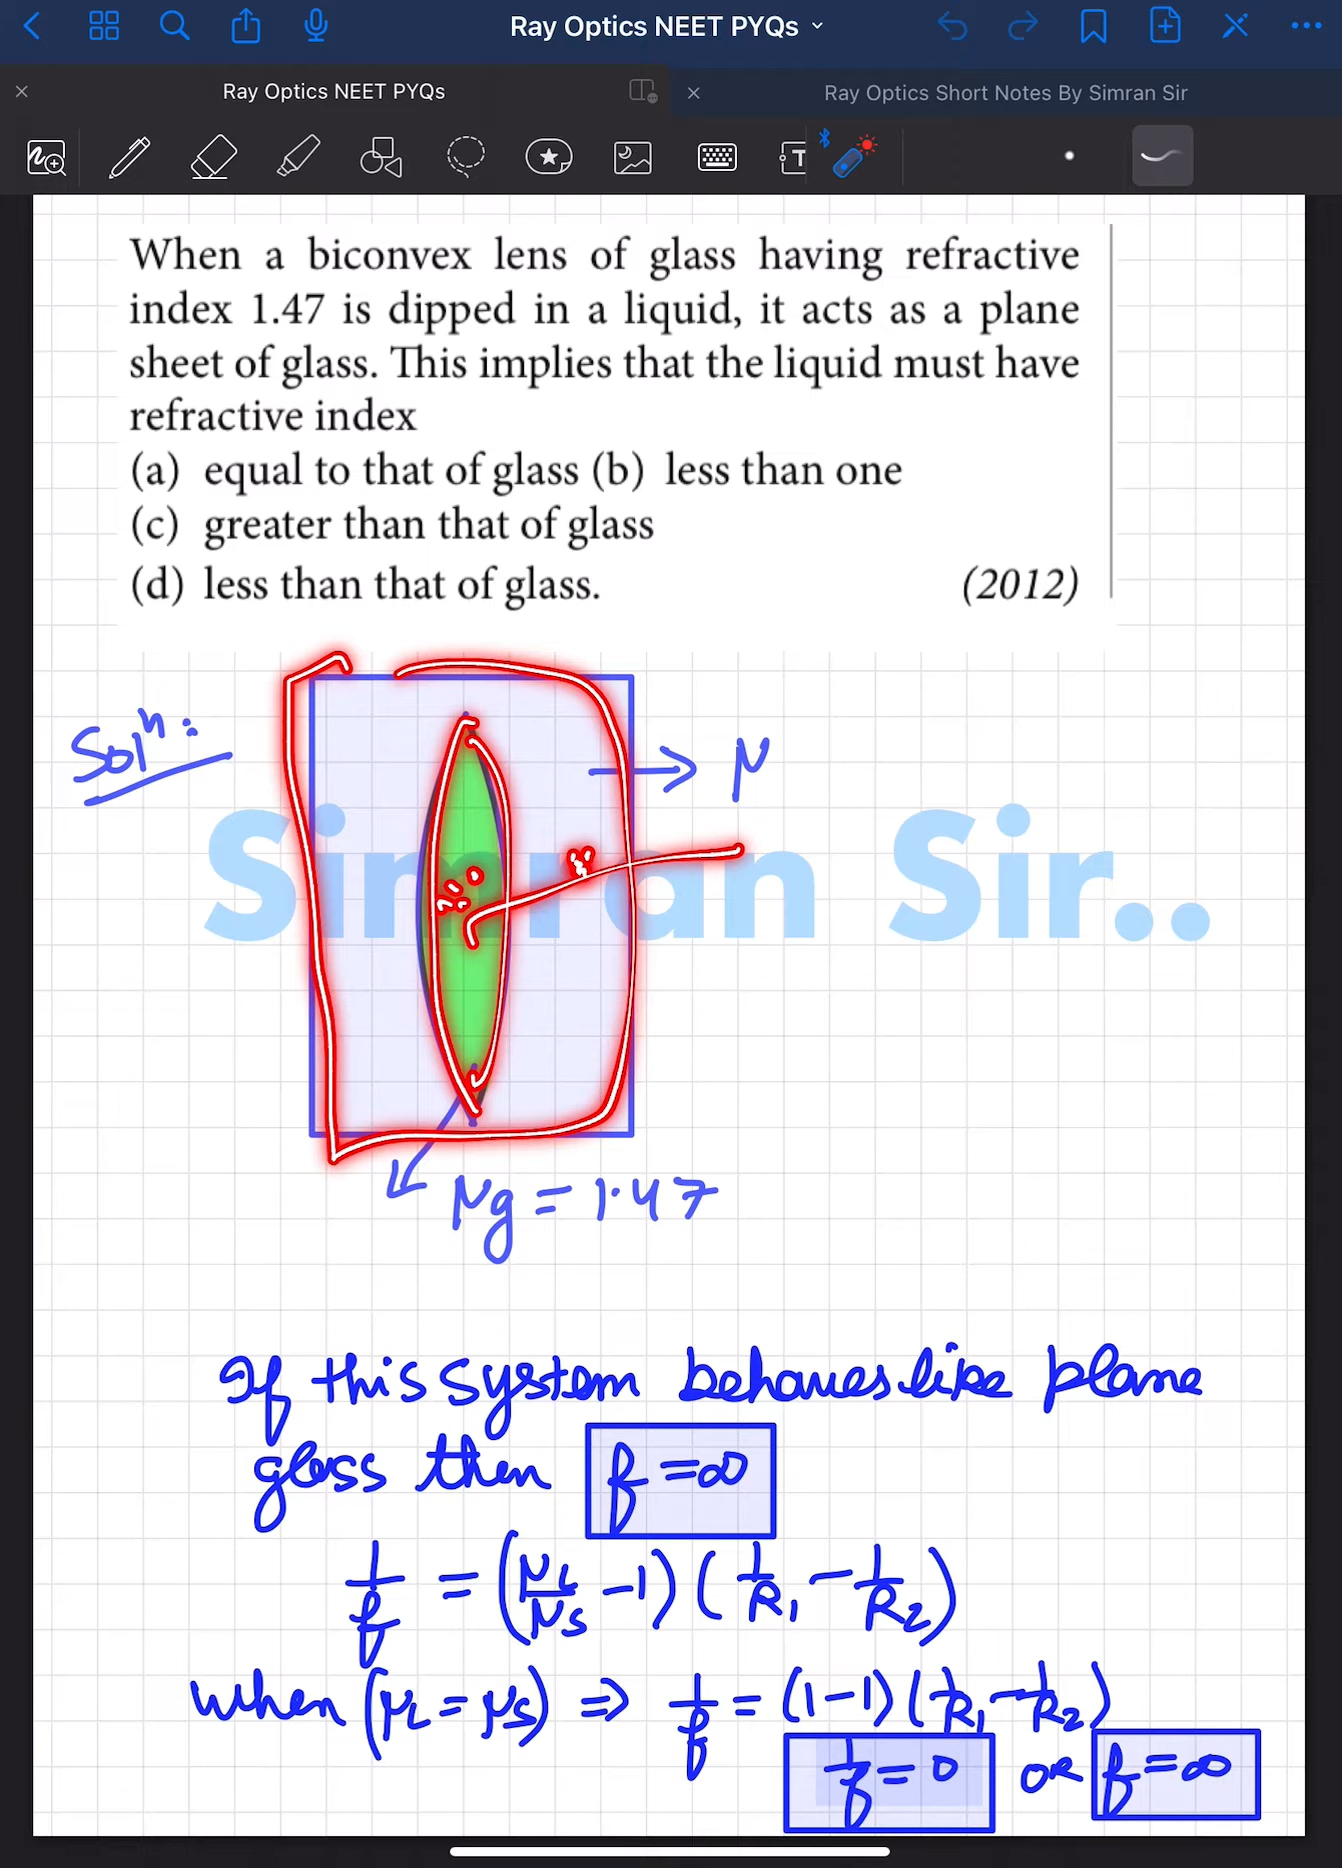 Ray Optics NEET PYQs
Ray Optics NEET PYQs
Ray Optics Short Notes By Simran Sir
T
When a biconvex lens of glass having refractive
index 1.47 is dipped in a liquid, it acts as a plane
sheet of glass. This implies that the liquid must have
refractive index
(a) equal to that of glass (b) less than one
(c) greater than that of glass
(d) less than that of glass. (2012)
Solⁿ:
μ
Simran Sir..
μg = 1.47
If this system behaves like plane
glass then f = ∞
1/f = (μL/μS - 1) (1/R1 - 1/R2)
when (μL = μS) ⇒ 1/f = (1-1) (1/R1 - 1/R2)
1/f = 0 OR f = ∞